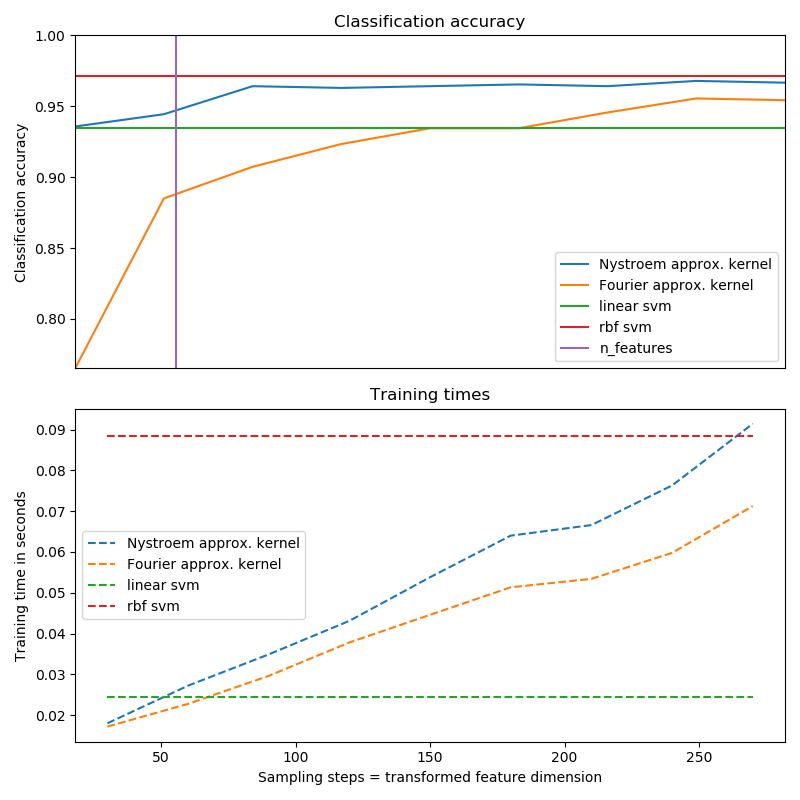 Classification accuracy
1.00
0.95
0.90
0.85
0.80
Classification accuracy
Nystroem approx. kernel
Fourier approx. kernel
linear svm
rbf svm
n_features
Training times
0.09
0.08
0.07
0.06
0.05
0.04
0.03
0.02
Training time in seconds
Nystroem approx. kernel
Fourier approx. kernel
linear svm
rbf svm
50 100 150 200 250
Sampling steps = transformed feature dimension